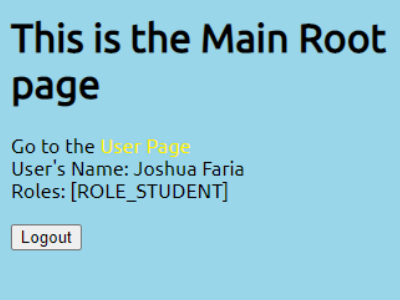 This is the Main Root
page
Go to the User Page
User's Name: Joshua Faria
Roles: [ROLE_STUDENT]
Logout